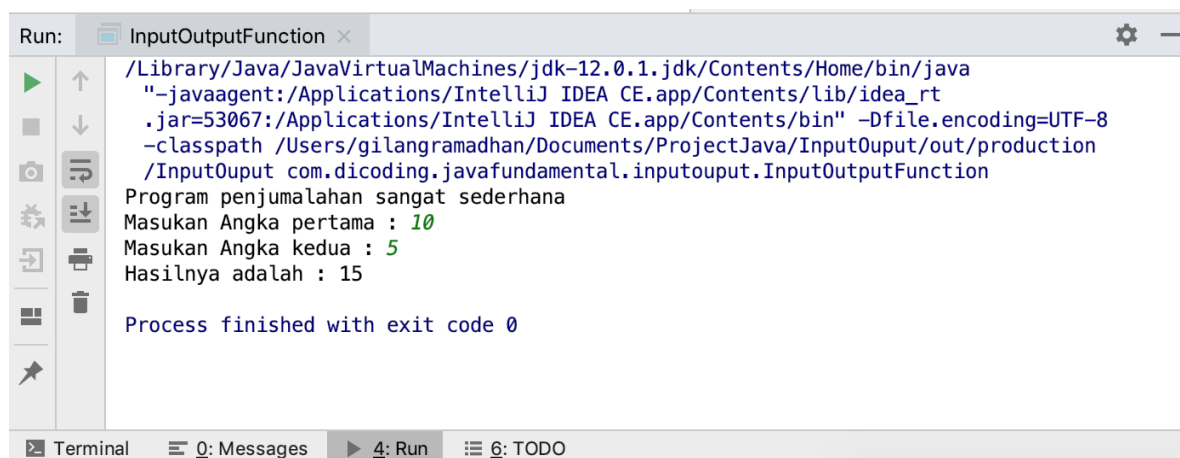 Run: InputOutputFunction
/Library/Java/JavaVirtualMachines/jdk-12.0.1.jdk/Contents/Home/bin/java
"-javaagent:/Applications/IntelliJ IDEA CE.app/Contents/lib/idea_rt
.jar=53067:/Applications/IntelliJ IDEA CE.app/Contents/bin" -Dfile.encoding=UTF-8
-classpath /Users/gilangramadhan/Documents/ProjectJava/InputOuput/out/production
/InputOuput com.dicoding.javafundamental.inputouput.InputOutputFunction
Program penjumalahan sangat sederhana
Masukan Angka pertama : 10
Masukan Angka kedua : 5
Hasilnya adalah : 15
Process finished with exit code 0
Terminal 0: Messages 4: Run 6: TODO